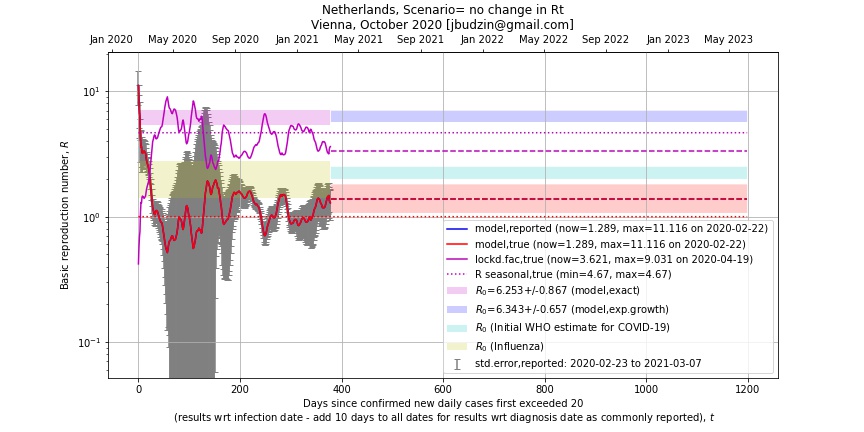 Netherlands, Scenario= no change in Rt
Vienna, October 2020 [jbudzin@gmail.com]
Jan 2020 May 2020 Sep 2020 Jan 2021 May 2021 Sep 2021 Jan 2022 May 2022 Sep 2022 Jan 2023 May 2023
10¹
10⁰
10⁻¹
Basic reproduction number, R
model,reported (now=1.289, max=11.116 on 2020-02-22)
model,true (now=1.289, max=11.116 on 2020-02-22)
lockd.fac,true (now=3.621, max=9.031 on 2020-04-19)
R seasonal,true (min=4.67, max=4.67)
R₀=6.253+/-0.867 (model,exact)
R₀=6.343+/-0.657 (model,exp.growth)
R₀ (Initial WHO estimate for COVID-19)
R₀ (Influenza)
std.error,reported: 2020-02-23 to 2021-03-07
0 200 400 600 800 1000 1200
Days since confirmed new daily cases first exceeded 20
(results wrt infection date - add 10 days to all dates for results wrt diagnosis date as commonly reported), t